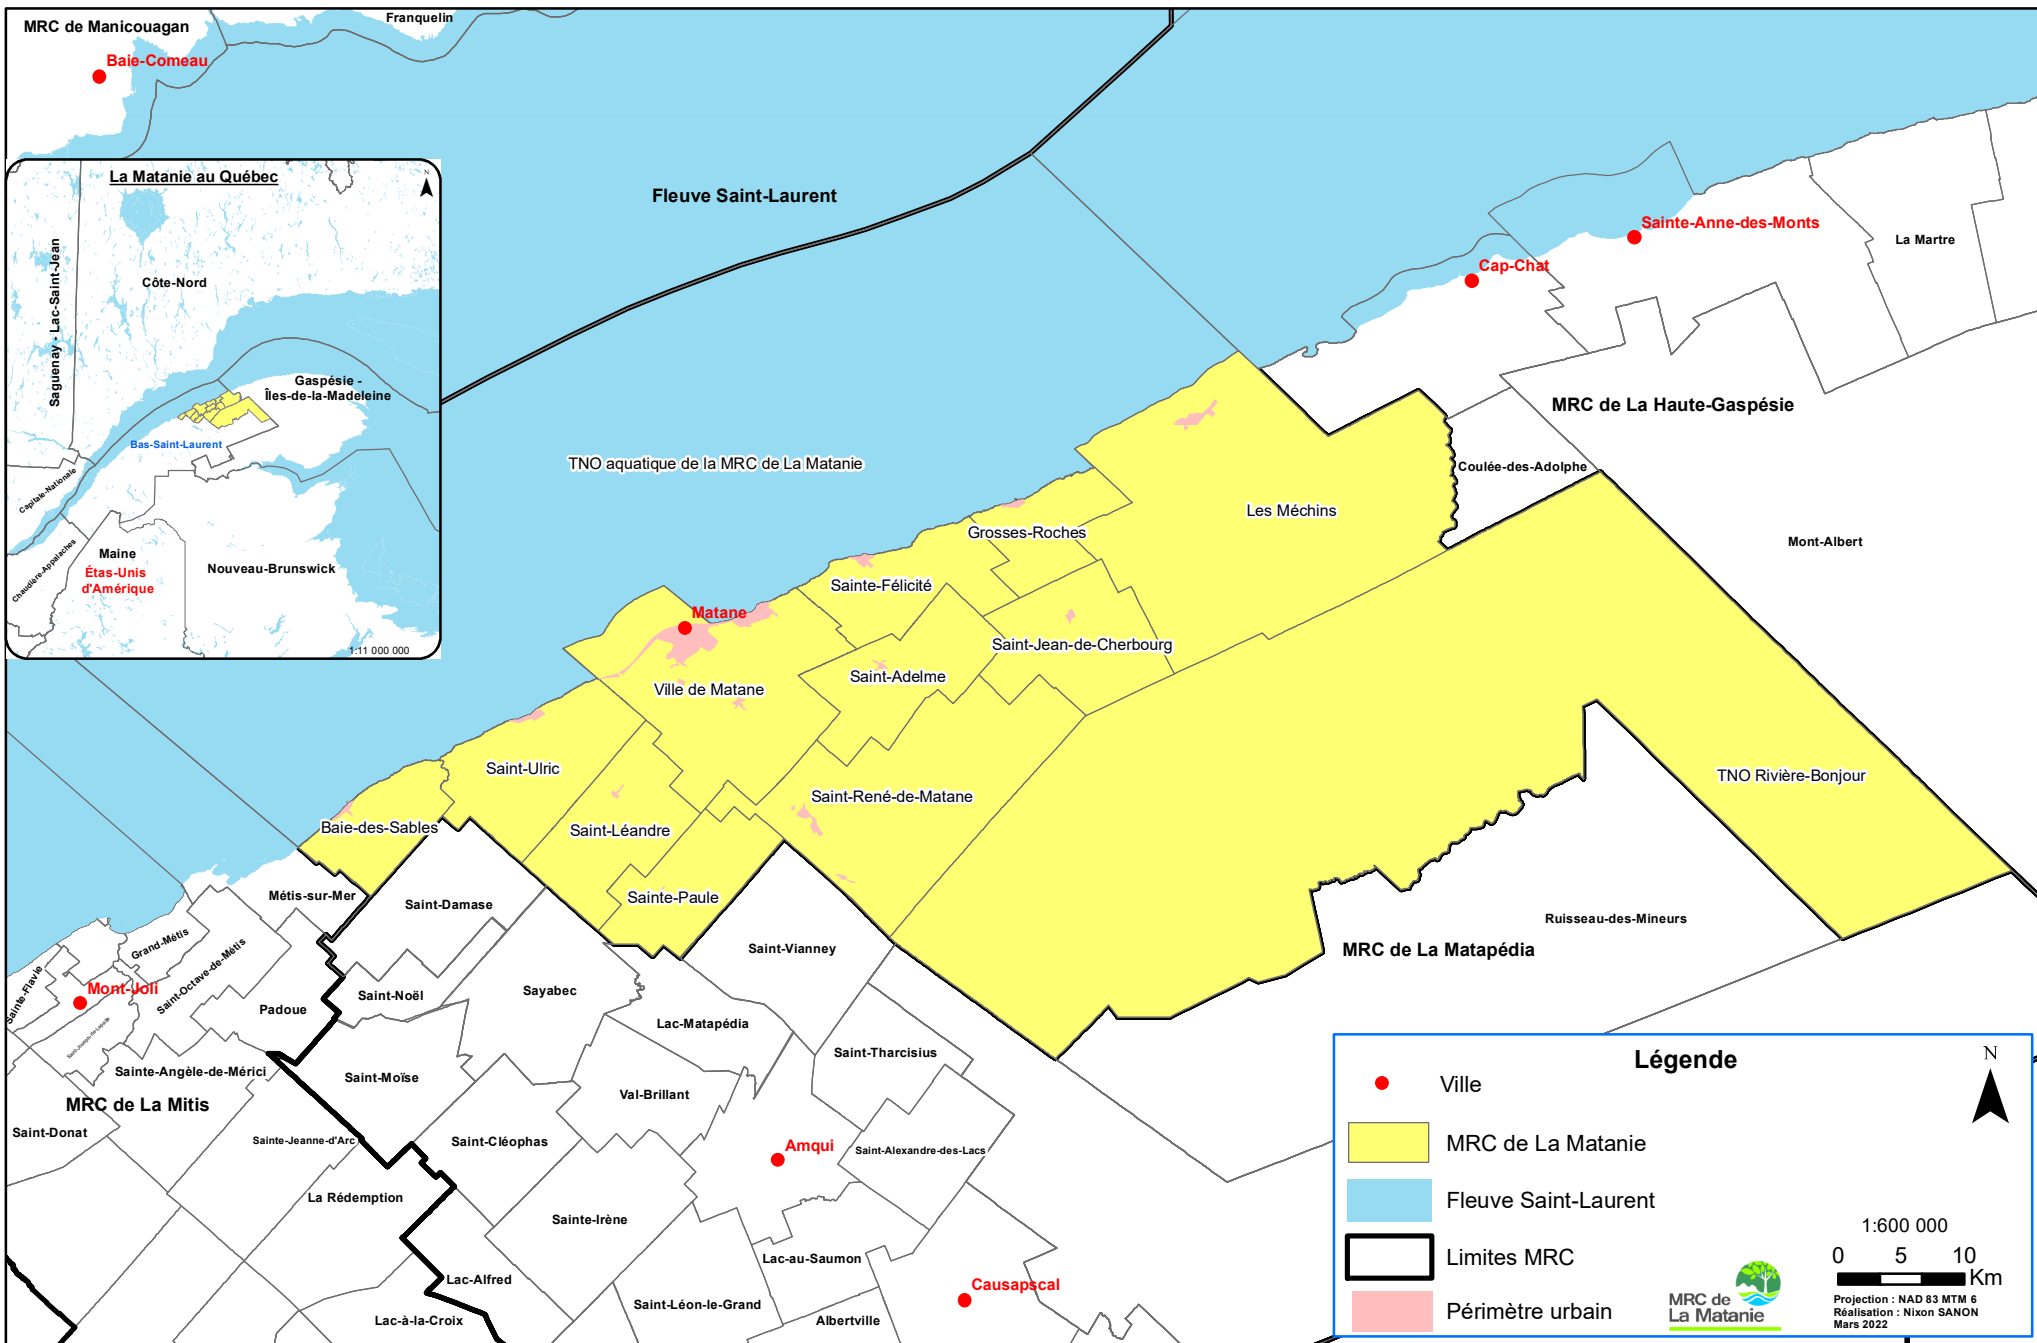 MRC de Manicouagan
Franquelin
Baie-Comeau
La Matanie au Québec
N
Saguenay - Lac-Saint-Jean
Côte-Nord
Gaspésie -
Îles-de-la-Madeleine
Bas-Saint-Laurent
Capitale-Nationale
Chaudière-Appalaches
Maine
Étas-Unis
d'Amérique
Nouveau-Brunswick
1:11 000 000
Fleuve Saint-Laurent
Sainte-Anne-des-Monts
La Martre
Cap-Chat
MRC de La Haute-Gaspésie
TNO aquatique de la MRC de La Matanie
Coulée-des-Adolphe
Les Méchins
Grosses-Roches
Mont-Albert
Sainte-Félicité
Matane
Saint-Jean-de-Cherbourg
Saint-Adelme
Ville de Matane
Saint-Ulric
TNO Rivière-Bonjour
Saint-René-de-Matane
Baie-des-Sables
Saint-Léandre
Métis-sur-Mer
Sainte-Paule
Saint-Damase
Ruisseau-des-Mineurs
Saint-Vianney
MRC de La Matapédia
Grand-Métis
Saint-Octave-de-Métis
Sainte-Flavie
Mont-Joli
Saint-Noël
Sayabec
Padoue
Saint-Joseph-de-Lepage
Lac-Matapédia
Saint-Tharcisius
Sainte-Angèle-de-Mérici
Saint-Moïse
Val-Brillant
MRC de La Mitis
Saint-Donat
Sainte-Jeanne-d'Arc
Saint-Cléophas
Amqui
Saint-Alexandre-des-Lacs
La Rédemption
Sainte-Irène
Lac-au-Saumon
Lac-Alfred
Causapscal
Saint-Léon-le-Grand
Lac-à-la-Croix
Albertville
Légende
N
Ville
MRC de La Matanie
Fleuve Saint-Laurent
Limites MRC
Périmètre urbain
1:600 000
0 5 10
Km
MRC de
La Matanie
Projection : NAD 83 MTM 6
Réalisation : Nixon SANON
Mars 2022